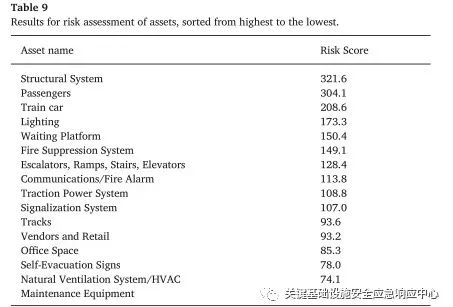 Table 9
Results for risk assessment of assets, sorted from highest to the lowest.
Asset name Risk Score
Structural System 321.6
Passengers 304.1
Train car 208.6
Lighting 173.3
Waiting Platform 150.4
Fire Suppression System 149.1
Escalators, Ramps, Stairs, Elevators 128.4
Communications/Fire Alarm 113.8
Traction Power System 108.8
Signalization System 107.0
Tracks 93.6
Vendors and Retail 93.2
Office Space 85.3
Self-Evacuation Signs 78.0
Natural Ventilation System/HVAC 74.1
Maintenance Equipment
关键基础设施安全应急响应中心